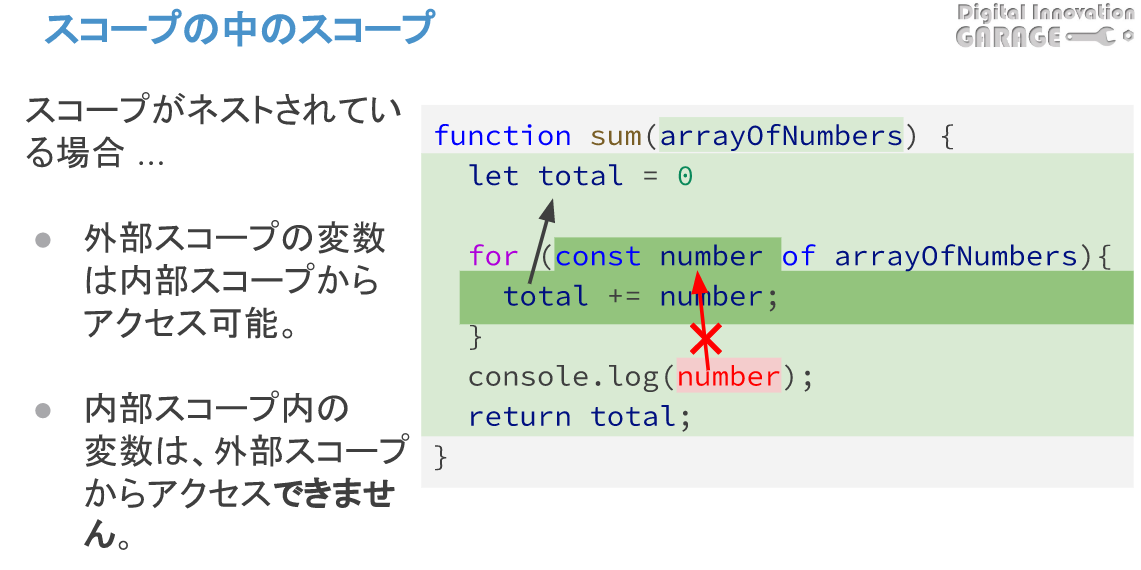 スコープの中のスコープ
Digital Innovation
GARAGE
スコープがネストされてい
る場合 ...
● 外部スコープの変数
は内部スコープから
アクセス可能。
● 内部スコープ内の
変数は、外部スコープ
からアクセスできませ
ん。
function sum(arrayOfNumbers) {
let total = 0
for (const number of arrayOfNumbers){
total += number;
}
console.log(number);
return total;
}